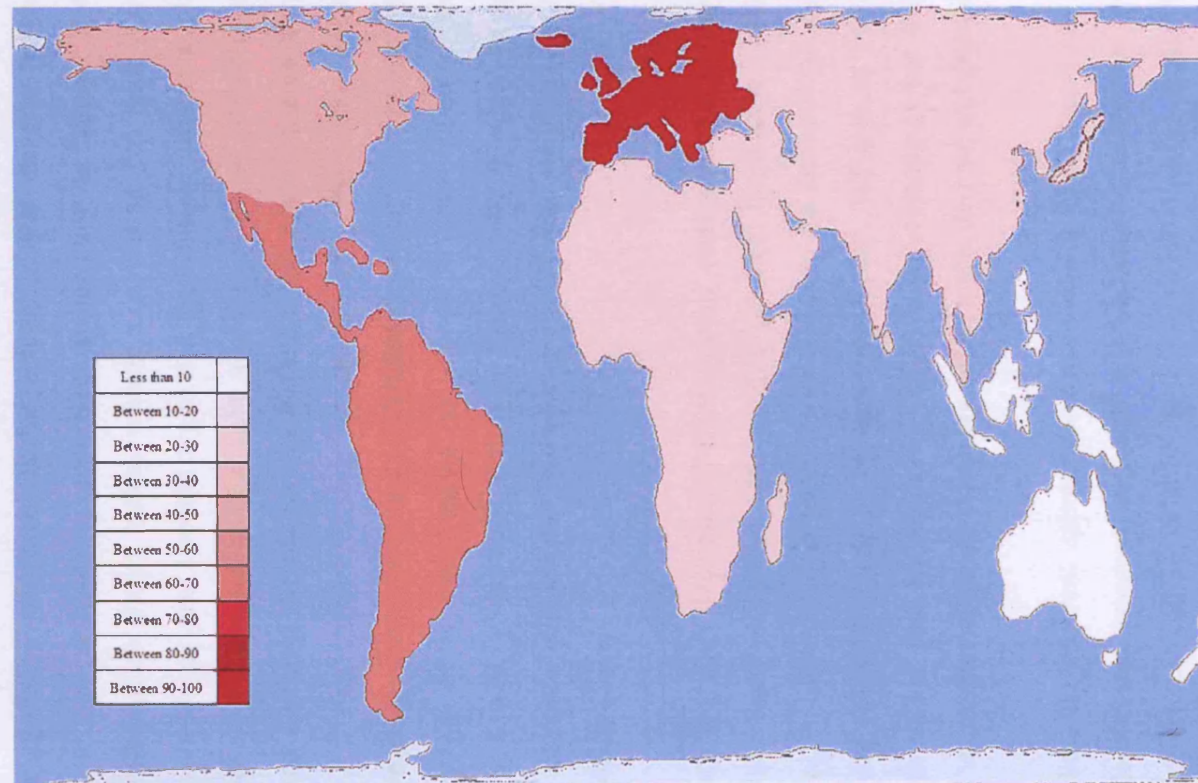 Less than 10
Between 10-20
Between 20-30
Between 30-40
Between 40-50
Between 50-60
Between 60-70
Between 70-80
Between 80-90
Between 90-100